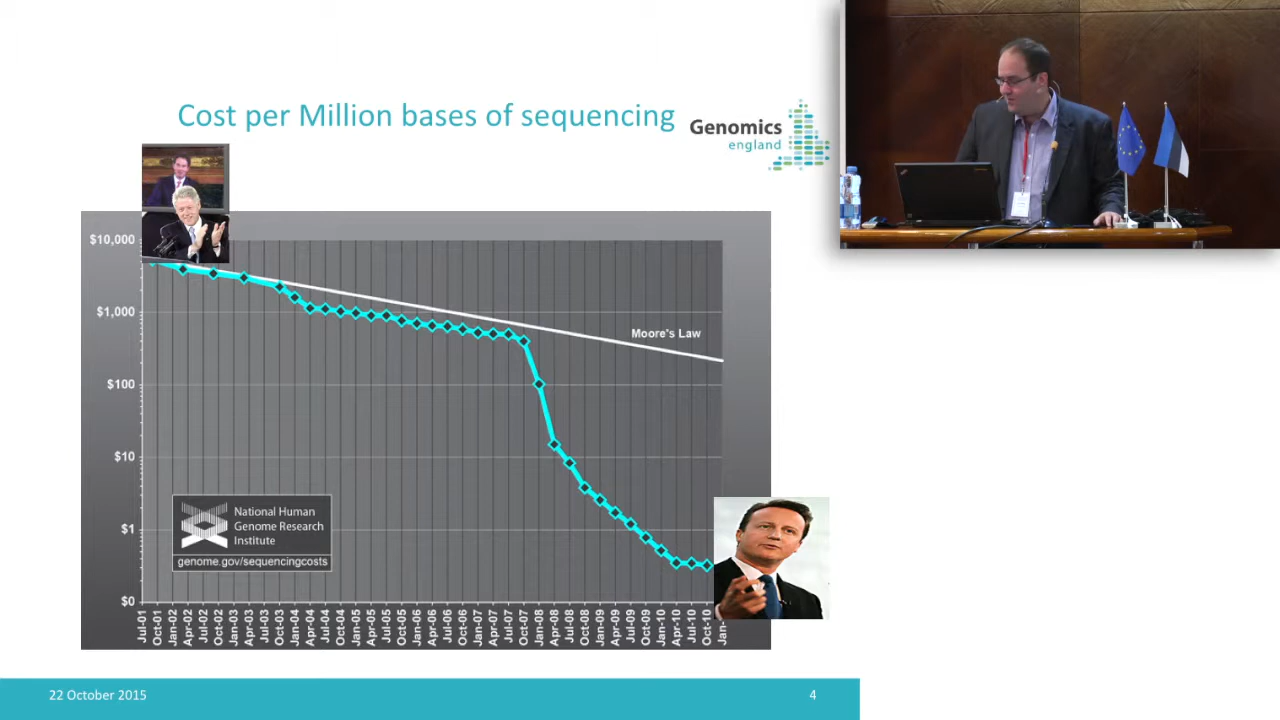 Cost per Million bases of sequencing
Genomics
england
$10,000
$1,000
$100
$10
$1
$0
Moore's Law
National Human
Genome Research
Institute
genome.gov/sequencingcosts
Jul-01
Oct-01
Jan-02
Apr-02
Jul-02
Oct-02
Jan-03
Apr-03
Jul-03
Oct-03
Jan-04
Apr-04
Jul-04
Oct-04
Jan-05
Apr-05
Jul-05
Oct-05
Jan-06
Apr-06
Jul-06
Oct-06
Jan-07
Apr-07
Jul-07
Oct-07
Jan-08
Apr-08
Jul-08
Oct-08
Jan-09
Apr-09
Jul-09
Oct-09
Jan-10
Apr-10
Jul-10
Oct-10
Jan-
22 October 2015
4